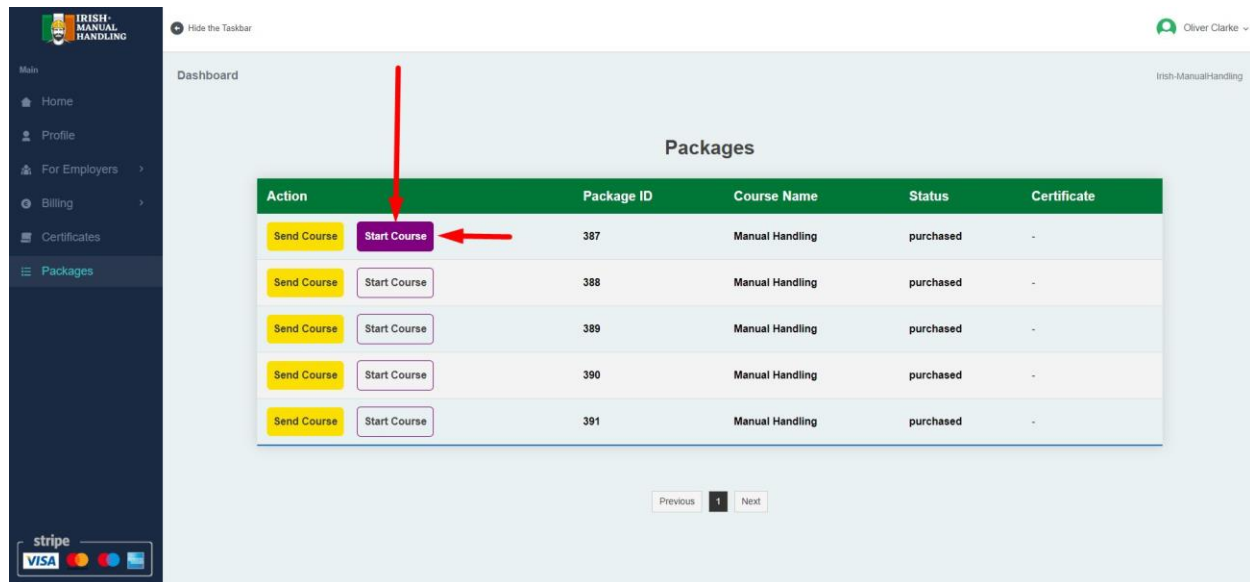 IRISH·
MANUAL
HANDLING
Hide the Taskbar
Oliver Clarke
Main
Dashboard
Irish-ManualHandling
Home
Profile
For Employers
Billing
Certificates
Packages
Packages
Action Package ID Course Name Status Certificate
Send Course Start Course 387 Manual Handling purchased -
Send Course Start Course 388 Manual Handling purchased -
Send Course Start Course 389 Manual Handling purchased -
Send Course Start Course 390 Manual Handling purchased -
Send Course Start Course 391 Manual Handling purchased -
Previous 1 Next
stripe
VISA